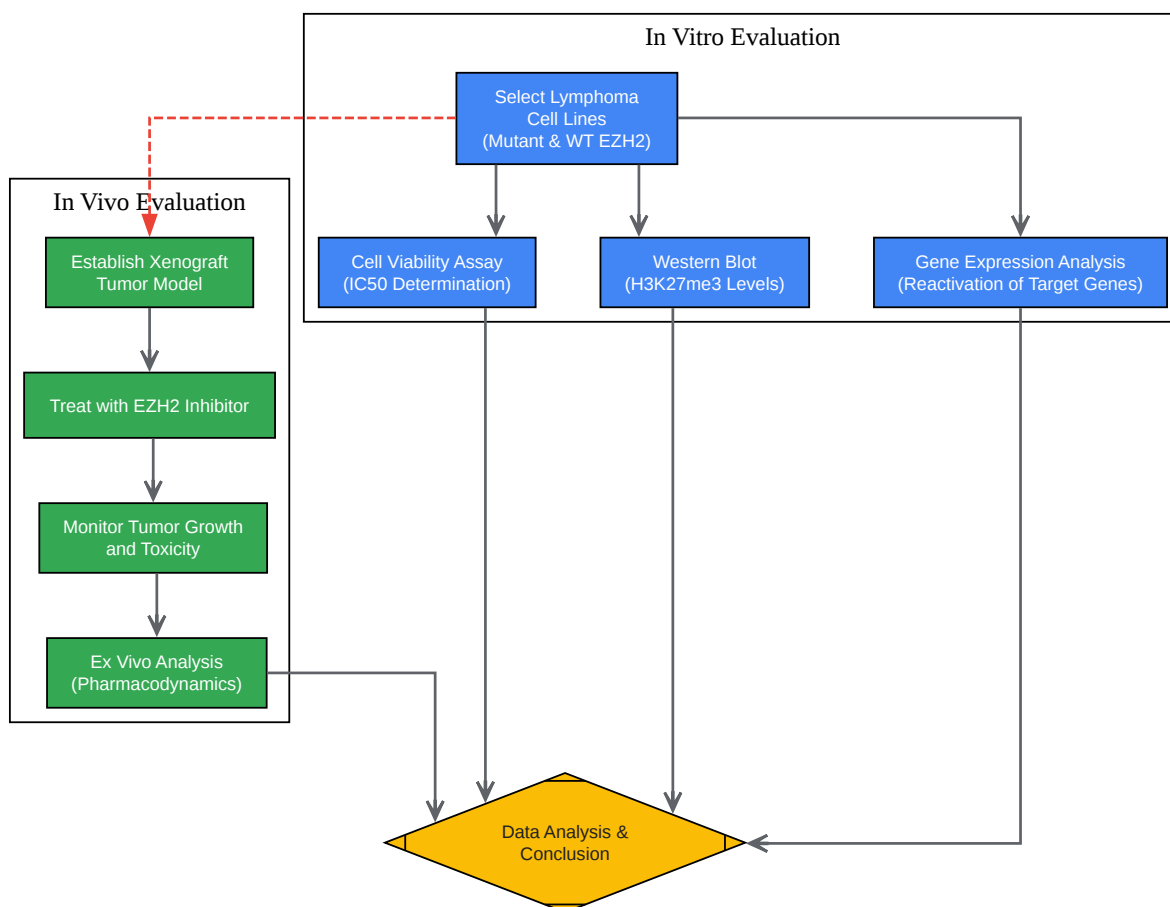 In Vitro Evaluation
Select Lymphoma
Cell Lines
(Mutant & WT EZH2)
In Vivo Evaluation
Establish Xenograft
Tumor Model
Cell Viability Assay
(IC50 Determination)
Western Blot
(H3K27me3 Levels)
Gene Expression Analysis
(Reactivation of Target Genes)
Treat with EZH2 Inhibitor
Monitor Tumor Growth
and Toxicity
Ex Vivo Analysis
(Pharmacodynamics)
Data Analysis &
Conclusion